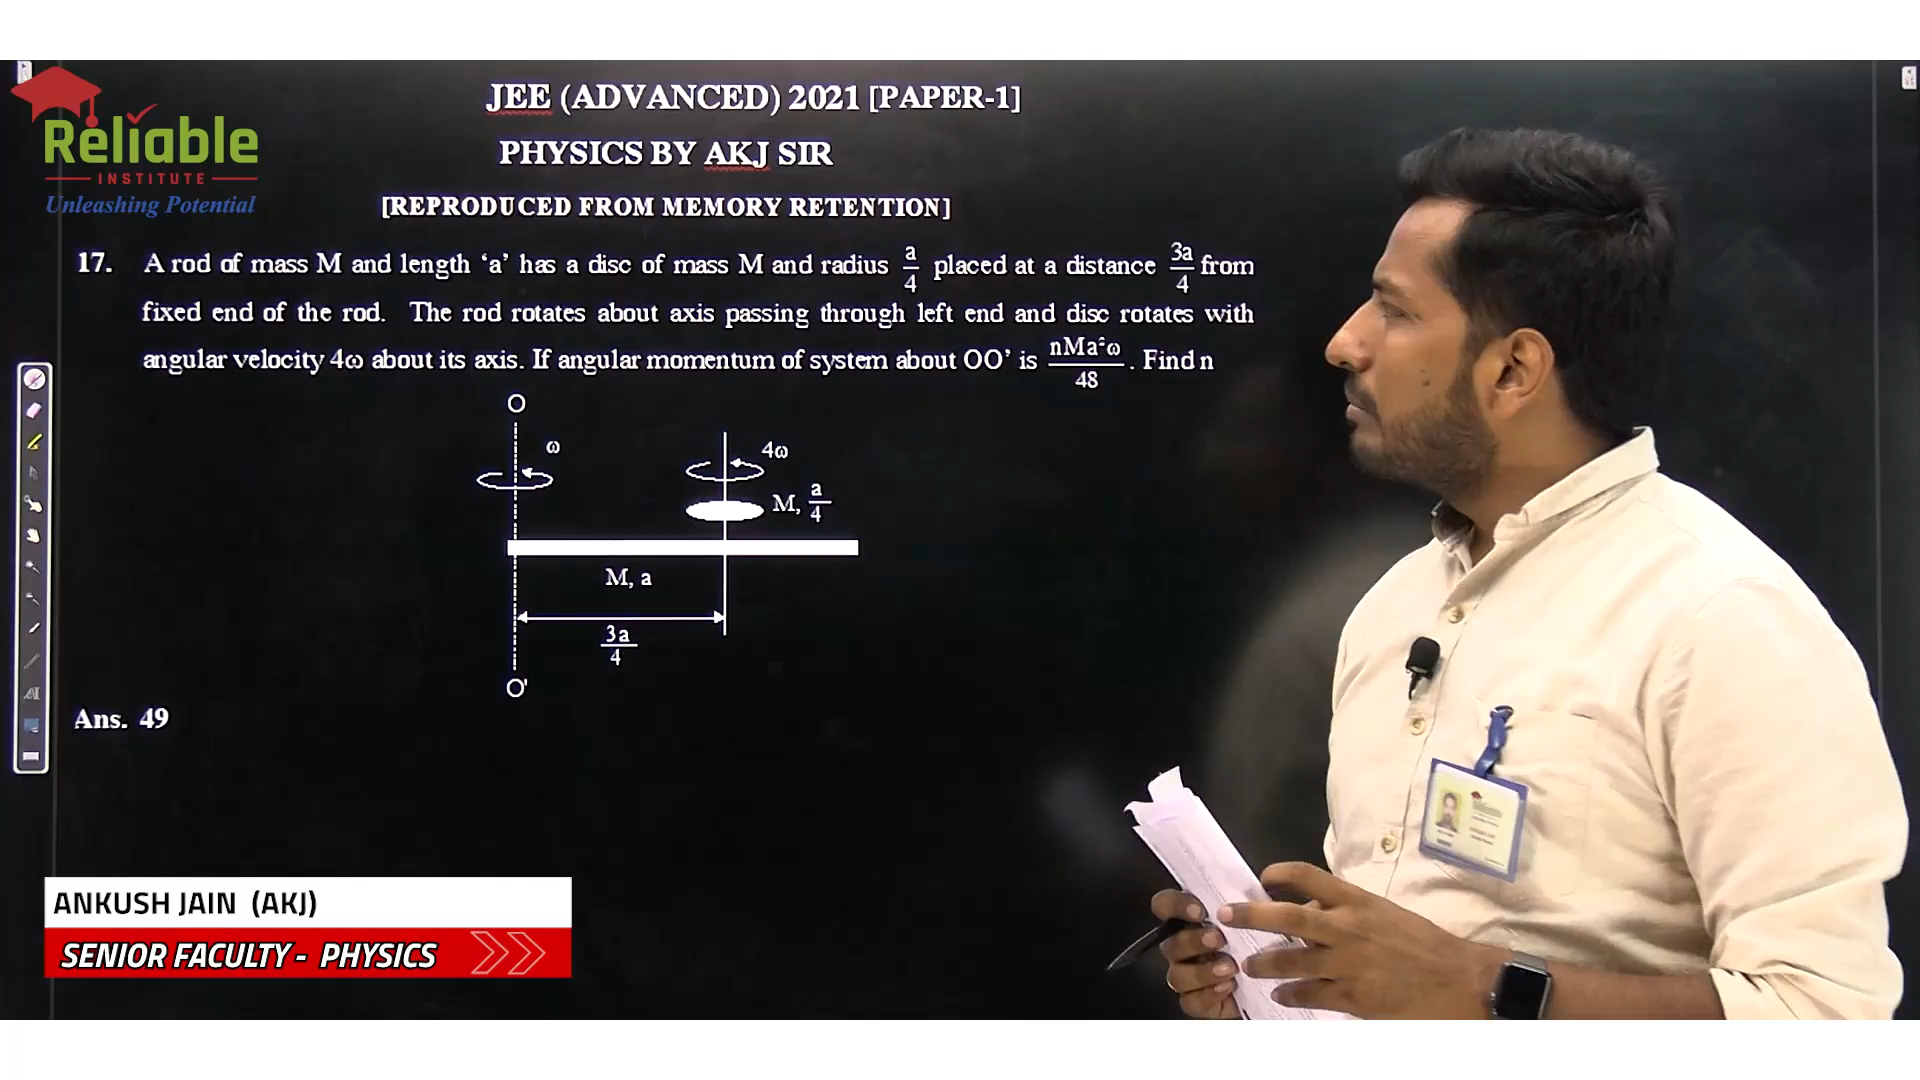 Reliable
INSTITUTE
Unleashing Potential
JEE (ADVANCED) 2021 [PAPER-1]
PHYSICS BY AKJ SIR
[REPRODUCED FROM MEMORY RETENTION]
17. A rod of mass M and length ‘a’ has a disc of mass M and radius a/4 placed at a distance 3a/4 from
fixed end of the rod. The rod rotates about axis passing through left end and disc rotates with
angular velocity 4ω about its axis. If angular momentum of system about OO’ is nMa²ω/48 . Find n
O
ω
4ω
M, a/4
M, a
3a/4
O'
Ans. 49
ANKUSH JAIN (AKJ)
SENIOR FACULTY - PHYSICS